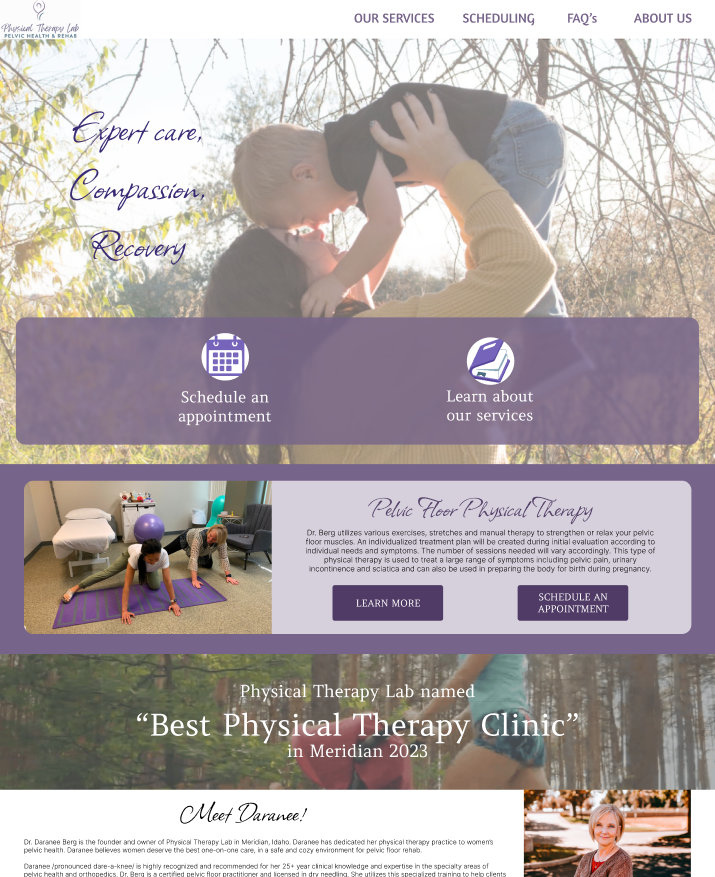 Physical Therapy Lab
PELVIC HEALTH & REHAB
OUR SERVICES
SCHEDULING
FAQ's
ABOUT US
Expert care,
Compassion,
Recovery
Schedule an
appointment
Learn about
our services
Pelvic Floor Physical Therapy
Dr. Berg utilizes various exercises, stretches and manual therapy to strengthen or relax your pelvic
floor muscles. An individualized treatment plan will be created during initial evaluation according to
individual needs and symptoms. The number of sessions needed will vary accordingly. This type of
physical therapy is used to treat a large range of symptoms including pelvic pain, urinary
incontinence and sciatica and can also be used in preparing the body for birth during pregnancy.
LEARN MORE
SCHEDULE AN
APPOINTMENT
Physical Therapy Lab named
“Best Physical Therapy Clinic”
in Meridian 2023
Meet Daranee!
Dr. Daranee Berg is the founder and owner of Physical Therapy Lab in Meridian, Idaho. Daranee has dedicated her physical therapy practice to women's
pelvic health. Daranee believes women deserve the best one-on-one care, in a safe and cozy environment for pelvic floor rehab.
Daranee /pronounced dare-a-knee/ is highly recognized and recommended for her 25+ year clinical knowledge and expertise in the specialty areas of
pelvic health and orthopedics. Dr. Berg is a certified pelvic floor practitioner and licensed in dry needling. She utilizes this specialized training to help clients